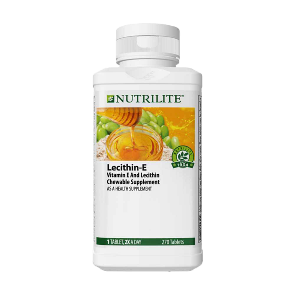 NUTRILITE
Lecithin-E
Vitamin E And Lecithin
Chewable Supplement
AS A HEALTH SUPPLEMENT
1 TABLET, 2X A DAY
270 Tablets